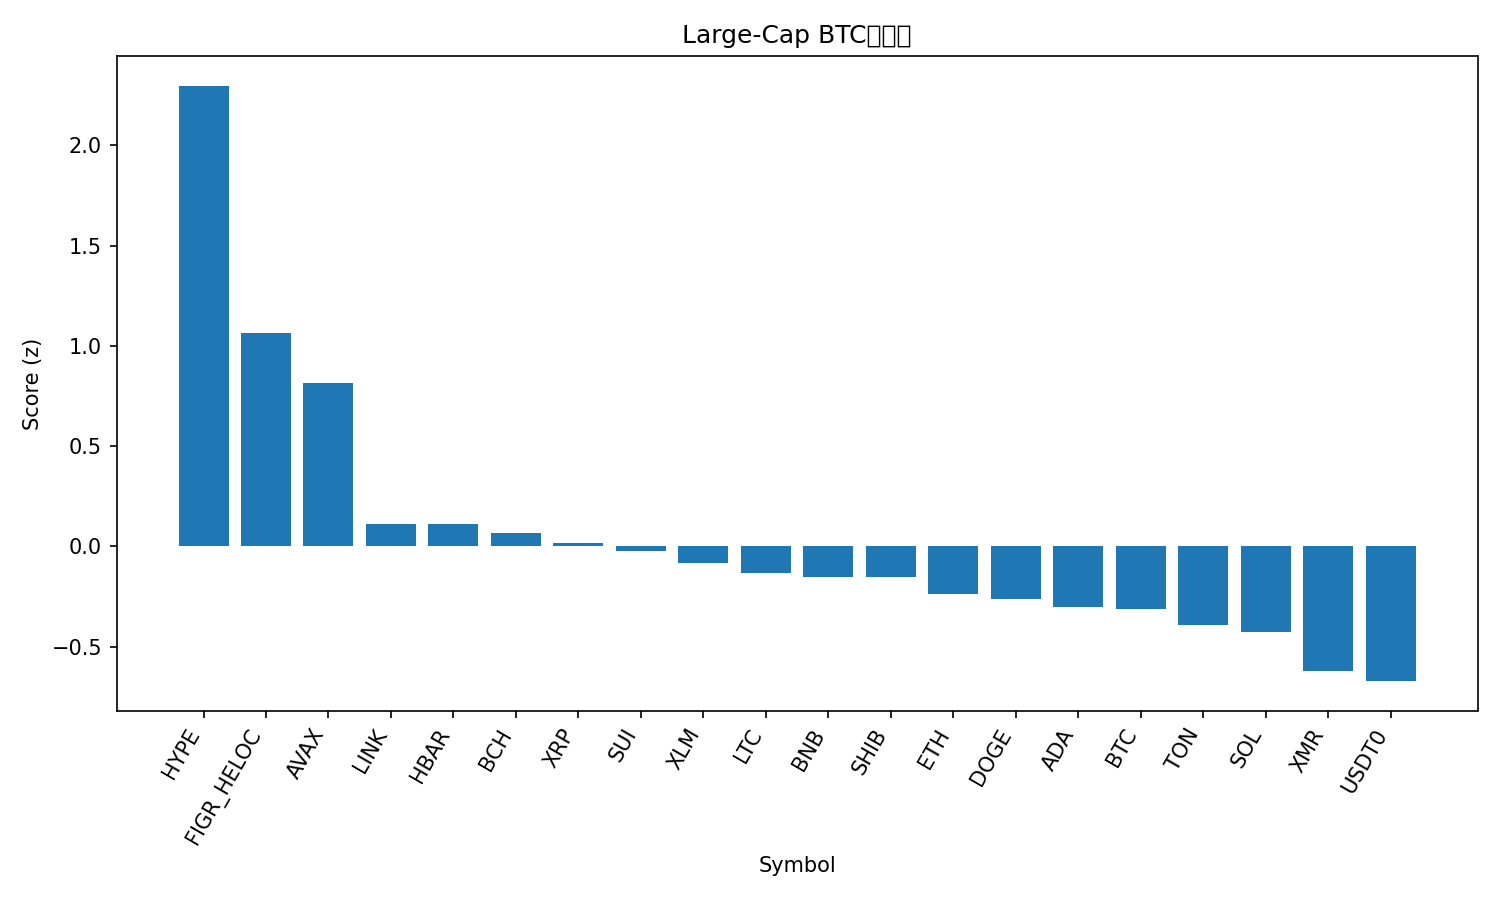 Large-Cap BTC
Score (z)
2.0
1.5
1.0
0.5
0.0
−0.5
HYPE
FIGR_HELOC
AVAX
LINK
HBAR
BCH
XRP
SUI
XLM
LTC
BNB
SHIB
ETH
DOGE
ADA
BTC
TON
SOL
XMR
USDT0
Symbol